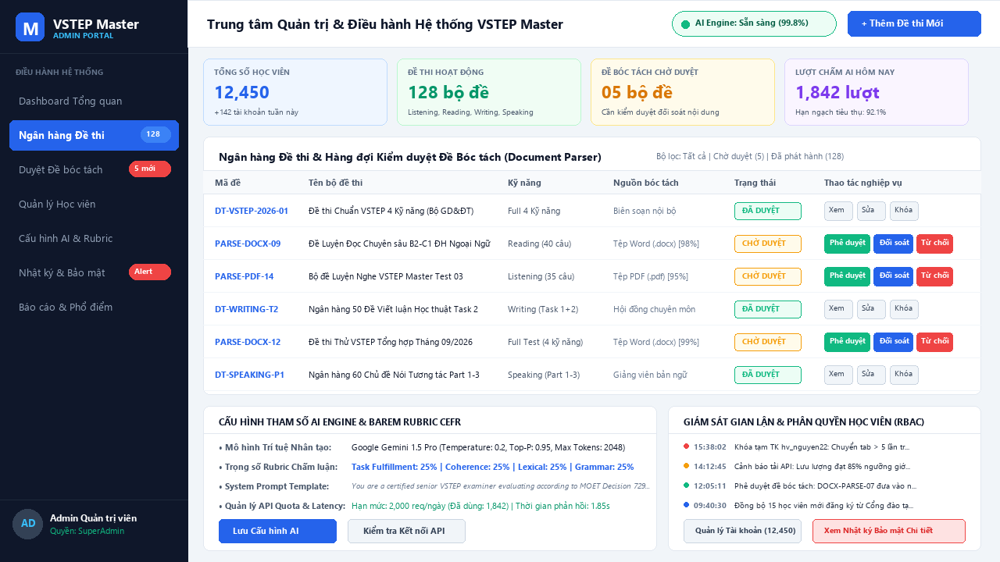 M
VSTEP Master
ADMIN PORTAL
ĐIỀU HÀNH HỆ THỐNG
Dashboard Tổng quan
Ngân hàng Đề thi 128
Duyệt Đề bóc tách 5 mới
Quản lý Học viên
Cấu hình AI & Rubric
Nhật ký & Bảo mật Alert
Báo cáo & Phổ điểm
AD
Admin Quản trị viên
Quyền: SuperAdmin
Trung tâm Quản trị & Điều hành Hệ thống VSTEP Master
AI Engine: Sẵn sàng (99.8%)
+ Thêm Đề thi Mới
TỔNG SỐ HỌC VIÊN
12,450
+142 tài khoản tuần này
ĐỀ THI HOẠT ĐỘNG
128 bộ đề
Listening, Reading, Writing, Speaking
ĐỀ BÓC TÁCH CHỜ DUYỆT
05 bộ đề
Cần kiểm duyệt đối soát nội dung
LƯỢT CHẤM AI HÔM NAY
1,842 lượt
Hạn ngạch tiêu thụ: 92.1%
Ngân hàng Đề thi & Hàng đợi Kiểm duyệt Đề Bóc tách (Document Parser)
Bộ lọc: Tất cả | Chờ duyệt (5) | Đã phát hành (128)
Mã đề Tên bộ đề thi Kỹ năng Nguồn bóc tách Trạng thái Thao tác nghiệp vụ
DT-VSTEP-2026-01 Đề thi Chuẩn VSTEP 4 Kỹ năng (Bộ GD&ĐT) Full 4 Kỹ năng Biên soạn nội bộ ĐÃ DUYỆT Xem Sửa Khóa
PARSE-DOCX-09 Đề Luyện Đọc Chuyên sâu B2-C1 ĐH Ngoại Ngữ Reading (40 câu) Tệp Word (.docx) [98%] CHỜ DUYỆT Phê duyệt Đối soát Từ chối
PARSE-PDF-14 Bộ đề Luyện Nghe VSTEP Master Test 03 Listening (35 câu) Tệp PDF (.pdf) [95%] CHỜ DUYỆT Phê duyệt Đối soát Từ chối
DT-WRITING-T2 Ngân hàng 50 Đề Viết luận Học thuật Task 2 Writing (Task 1+2) Hội đồng chuyên môn ĐÃ DUYỆT Xem Sửa Khóa
PARSE-DOCX-12 Đề thi Thử VSTEP Tổng hợp Tháng 09/2026 Full Test (4 kỹ năng) Tệp Word (.docx) [99%] CHỜ DUYỆT Phê duyệt Đối soát Từ chối
DT-SPEAKING-P1 Ngân hàng 60 Chủ đề Nói Tương tác Part 1-3 Speaking (Part 1-3) Giảng viên bản ngữ ĐÃ DUYỆT Xem Sửa Khóa
CẤU HÌNH THAM SỐ AI ENGINE & BAREM RUBRIC CEFR
• Mô hình Trí tuệ Nhân tạo: Google Gemini 1.5 Pro (Temperature: 0.2, Top-P: 0.95, Max Tokens: 2048)
• Trọng số Rubric Chấm luận: Task Fulfillment: 25% | Coherence: 25% | Lexical: 25% | Grammar: 25%
• System Prompt Template: You are a certified senior VSTEP examiner evaluating according to MOET Decision 729...
• Quản lý API Quota & Latency: Hạn mức: 2,000 req/ngày (Đã dùng: 1,842) | Thời gian phản hồi: 1.85s
Lưu Cấu hình AI Kiểm tra Kết nối API
GIÁM SÁT GIAN LẬN & PHÂN QUYỀN HỌC VIÊN (RBAC)
15:38:02 Khóa tạm TK hv_nguyen22: Chuyển tab > 5 lần tr...
14:12:45 Cảnh báo tải API: Lưu lượng đạt 85% ngưỡng giờ...
12:05:11 Phê duyệt đề bóc tách: DOCX-PARSE-07 đưa vào n...
09:40:30 Đồng bộ 15 học viên mới đăng ký từ Cổng đào tạ...
Quản lý Tài khoản (12,450) Xem Nhật ký Bảo mật Chi tiết